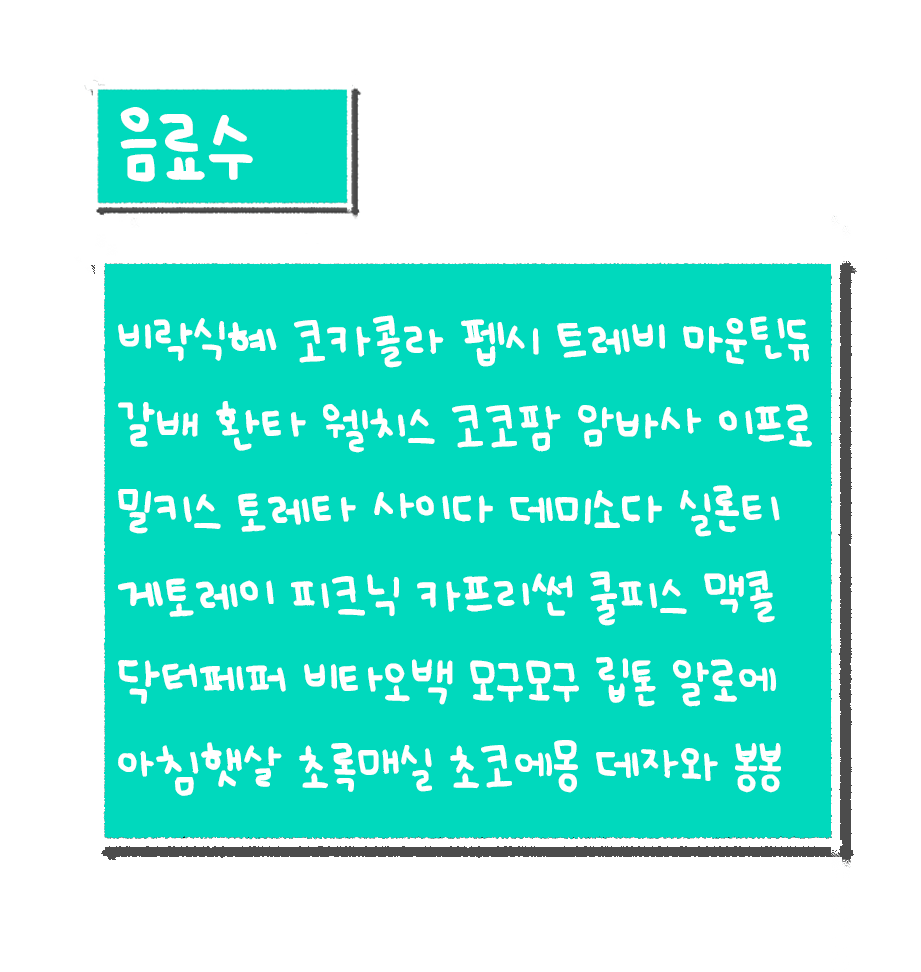 음료수
비락식혜 코카콜라 펩시 트레비 마운틴듀
갈배 환타 웰치스 코코팜 암바사 이프로
밀키스 토레타 사이다 데미소다 실론티
게토레이 피크닉 카프리썬 쿨피스 맥콜
닥터페퍼 비타오백 모구모구 립톤 알로에
아침햇살 초록매실 초코에몽 데자와 봉봉